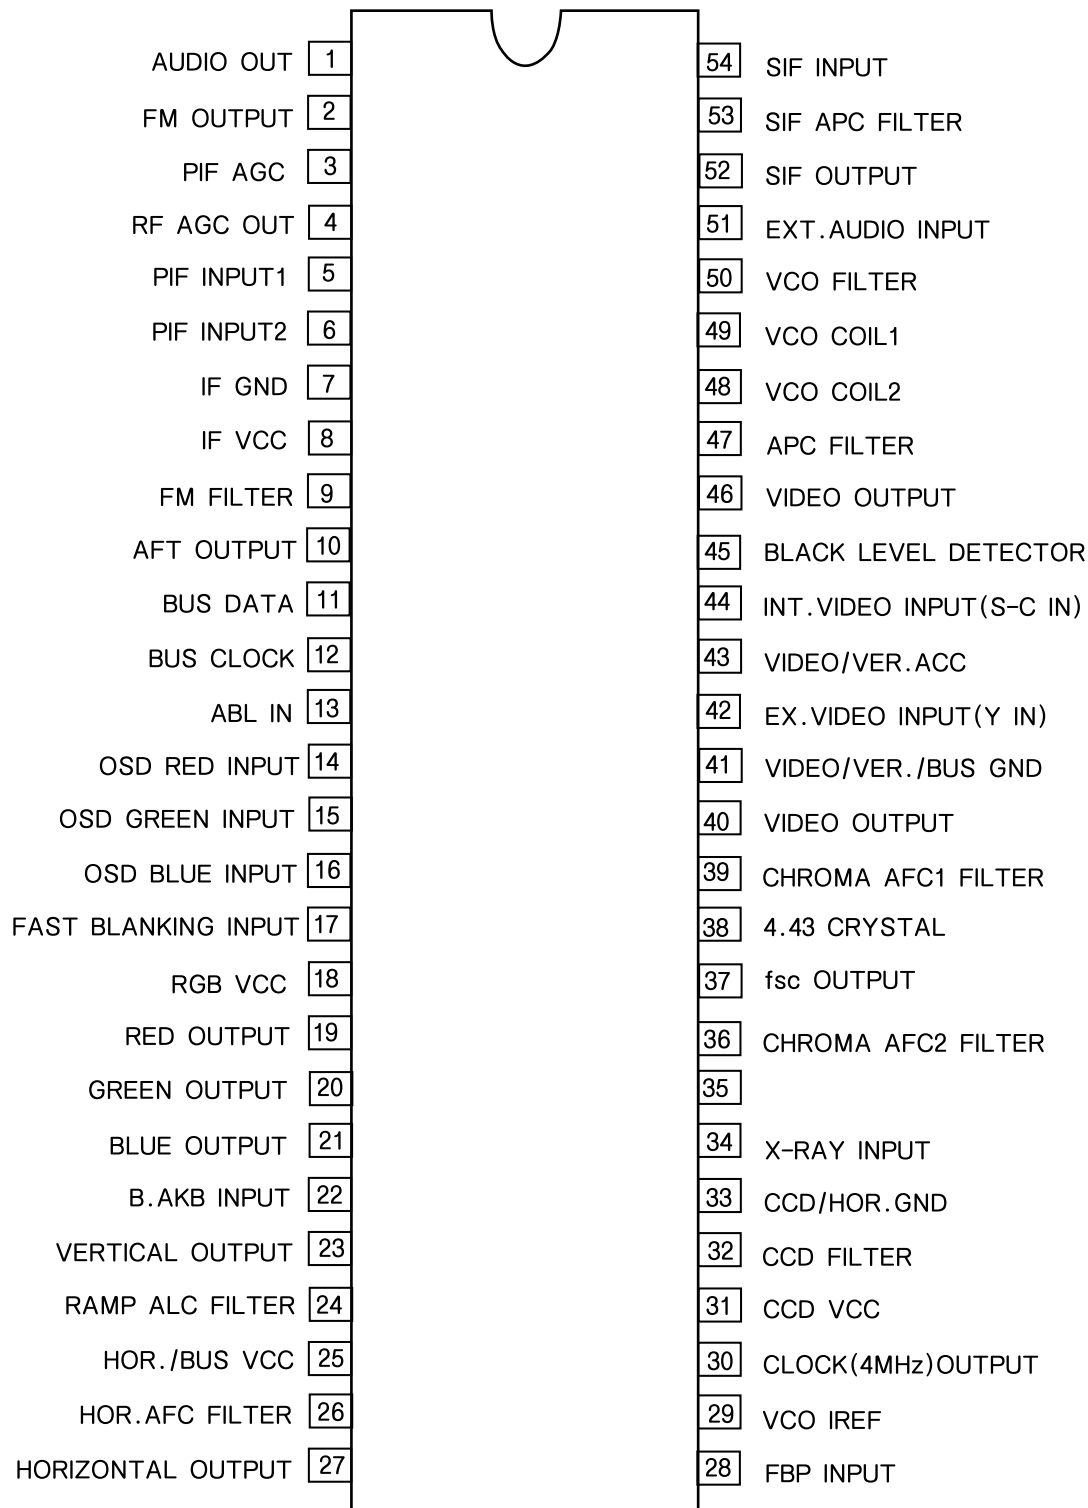 AUDIO OUT 1
FM OUTPUT 2
PIF AGC 3
RF AGC OUT 4
PIF INPUT1 5
PIF INPUT2 6
IF GND 7
IF VCC 8
FM FILTER 9
AFT OUTPUT 10
BUS DATA 11
BUS CLOCK 12
ABL IN 13
OSD RED INPUT 14
OSD GREEN INPUT 15
OSD BLUE INPUT 16
FAST BLANKING INPUT 17
RGB VCC 18
RED OUTPUT 19
GREEN OUTPUT 20
BLUE OUTPUT 21
B.AKB INPUT 22
VERTICAL OUTPUT 23
RAMP ALC FILTER 24
HOR./BUS VCC 25
HOR.AFC FILTER 26
HORIZONTAL OUTPUT 27
54 SIF INPUT
53 SIF APC FILTER
52 SIF OUTPUT
51 EXT.AUDIO INPUT
50 VCO FILTER
49 VCO COIL1
48 VCO COIL2
47 APC FILTER
46 VIDEO OUTPUT
45 BLACK LEVEL DETECTOR
44 INT.VIDEO INPUT(S-C IN)
43 VIDEO/VER.ACC
42 EX.VIDEO INPUT(Y IN)
41 VIDEO/VER./BUS GND
40 VIDEO OUTPUT
39 CHROMA AFC1 FILTER
38 4.43 CRYSTAL
37 fsc OUTPUT
36 CHROMA AFC2 FILTER
35
34 X-RAY INPUT
33 CCD/HOR.GND
32 CCD FILTER
31 CCD VCC
30 CLOCK(4MHz)OUTPUT
29 VCO IREF
28 FBP INPUT